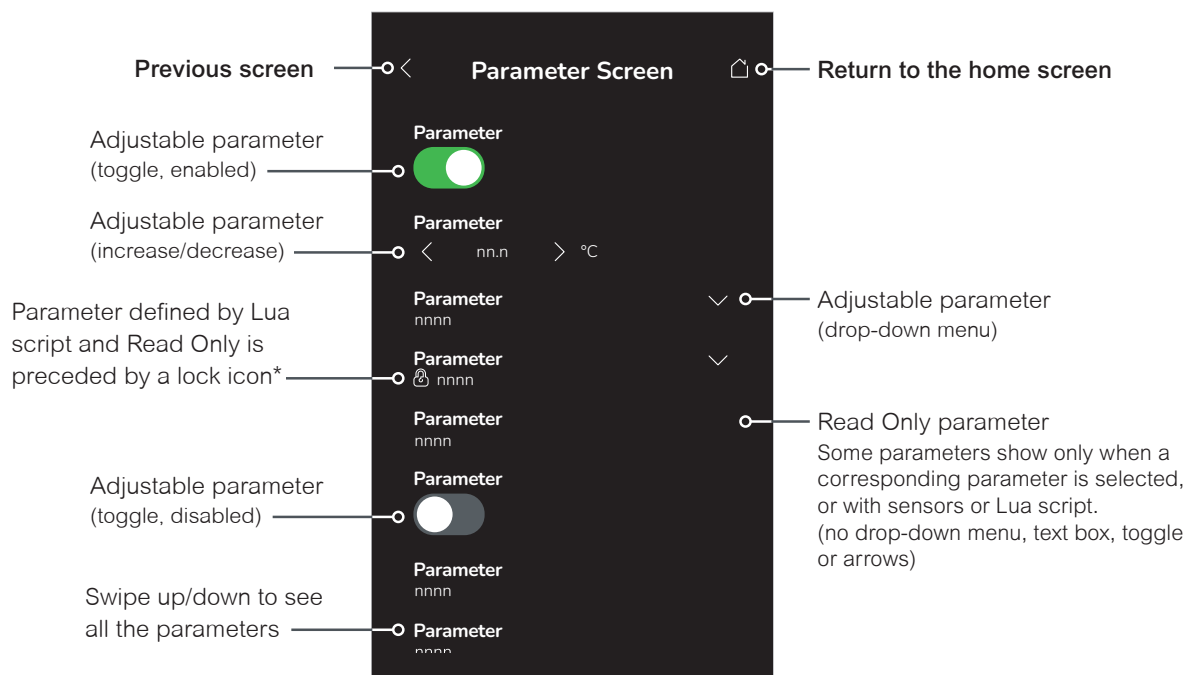 Previous screen
Parameter Screen
Return to the home screen
Adjustable parameter
(toggle, enabled)
Parameter
Adjustable parameter
(increase/decrease)
Parameter
nn.n
°C
Parameter defined by Lua
script and Read Only is
preceded by a lock icon*
Parameter
nnnn
Adjustable parameter
(drop-down menu)
Parameter
nnnn
Parameter
nnnn
Read Only parameter
Some parameters show only when a
corresponding parameter is selected,
or with sensors or Lua script.
(no drop-down menu, text box, toggle
or arrows)
Adjustable parameter
(toggle, disabled)
Parameter
Parameter
nnnn
Swipe up/down to see
all the parameters
Parameter
nnnn